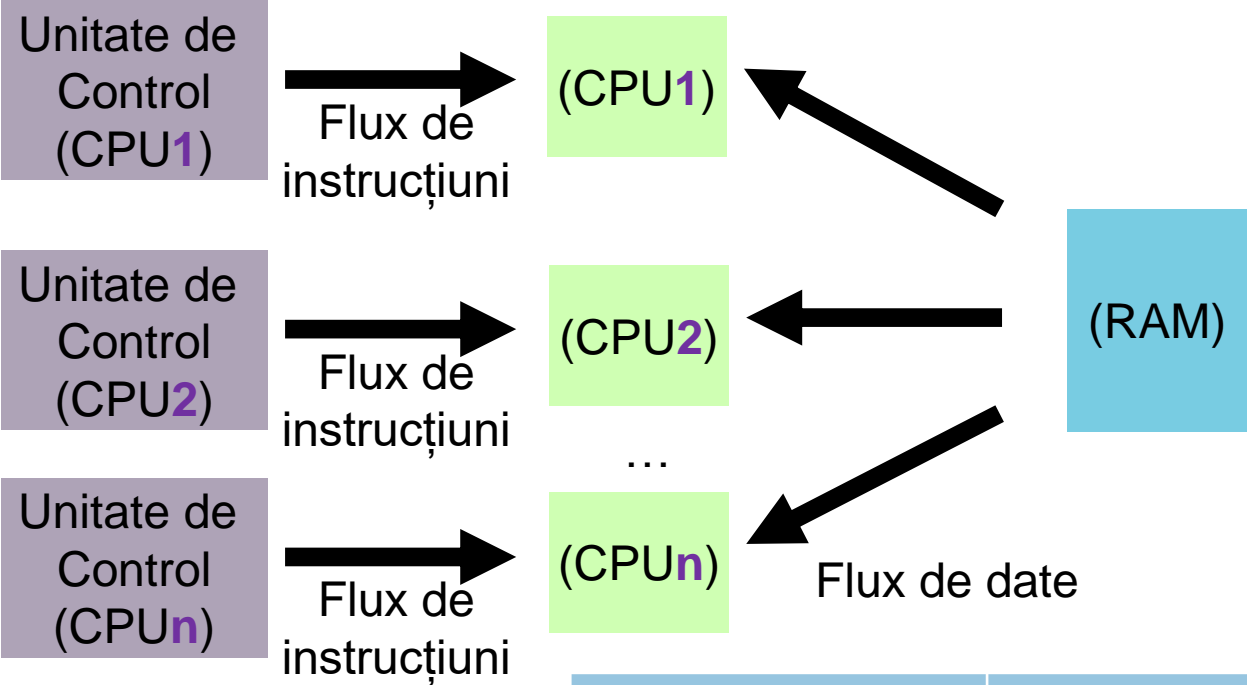 Unitate de
Control
(CPU1)
Flux de
instrucțiuni
(CPU1)
Unitate de
Control
(CPU2)
Flux de
instrucțiuni
(CPU2)
(RAM)
…
Unitate de
Control
(CPUn)
Flux de
instrucțiuni
(CPUn)
Flux de date